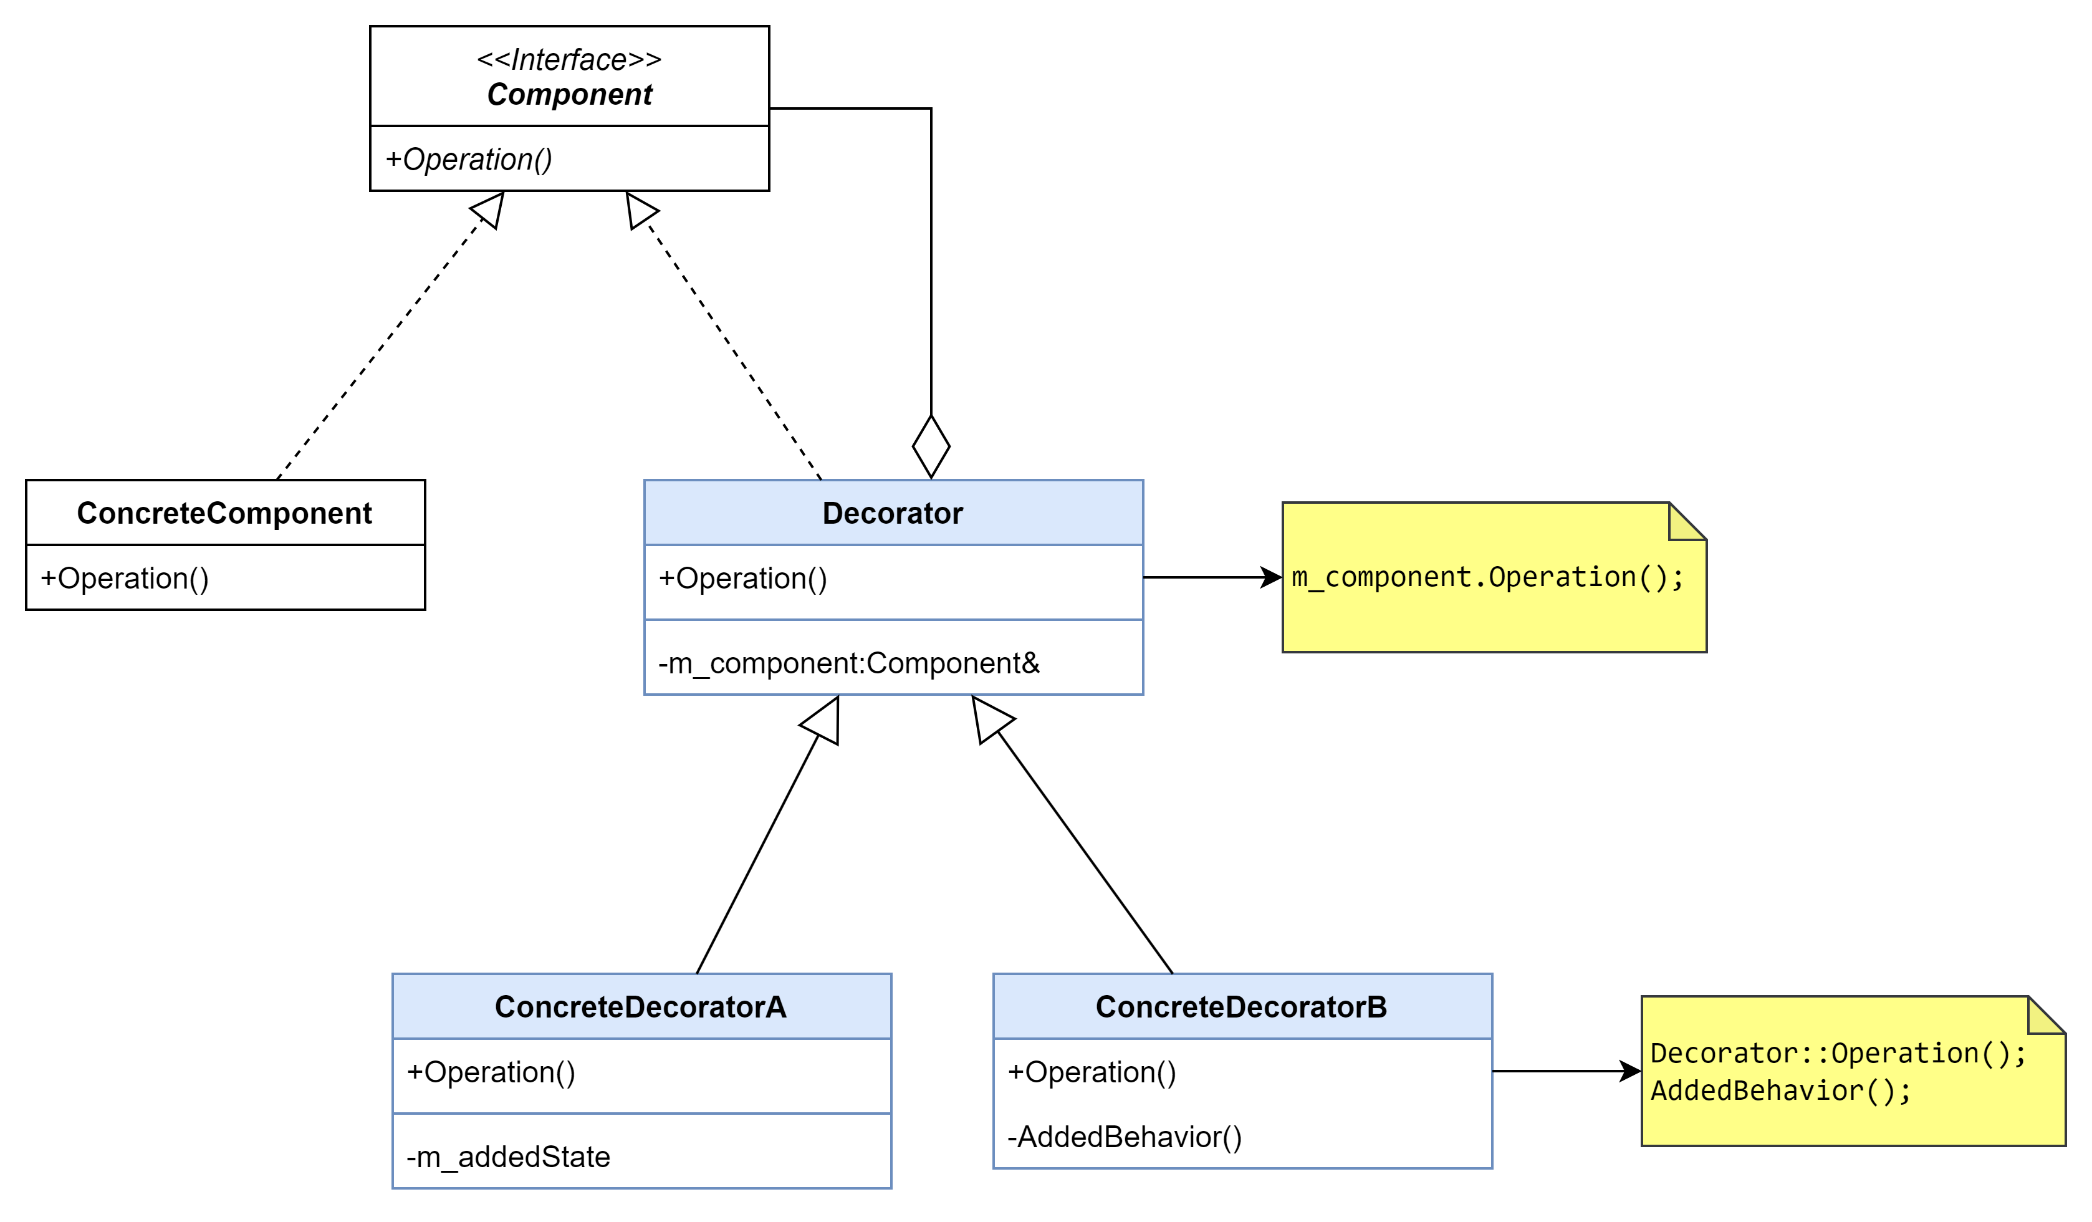 <<Interface>>
Component
+Operation()
ConcreteComponent
+Operation()
Decorator
+Operation()
-m_component:Component&
m_component.Operation();
ConcreteDecoratorA
+Operation()
-m_addedState
ConcreteDecoratorB
+Operation()
-AddedBehavior()
Decorator::Operation();
AddedBehavior();